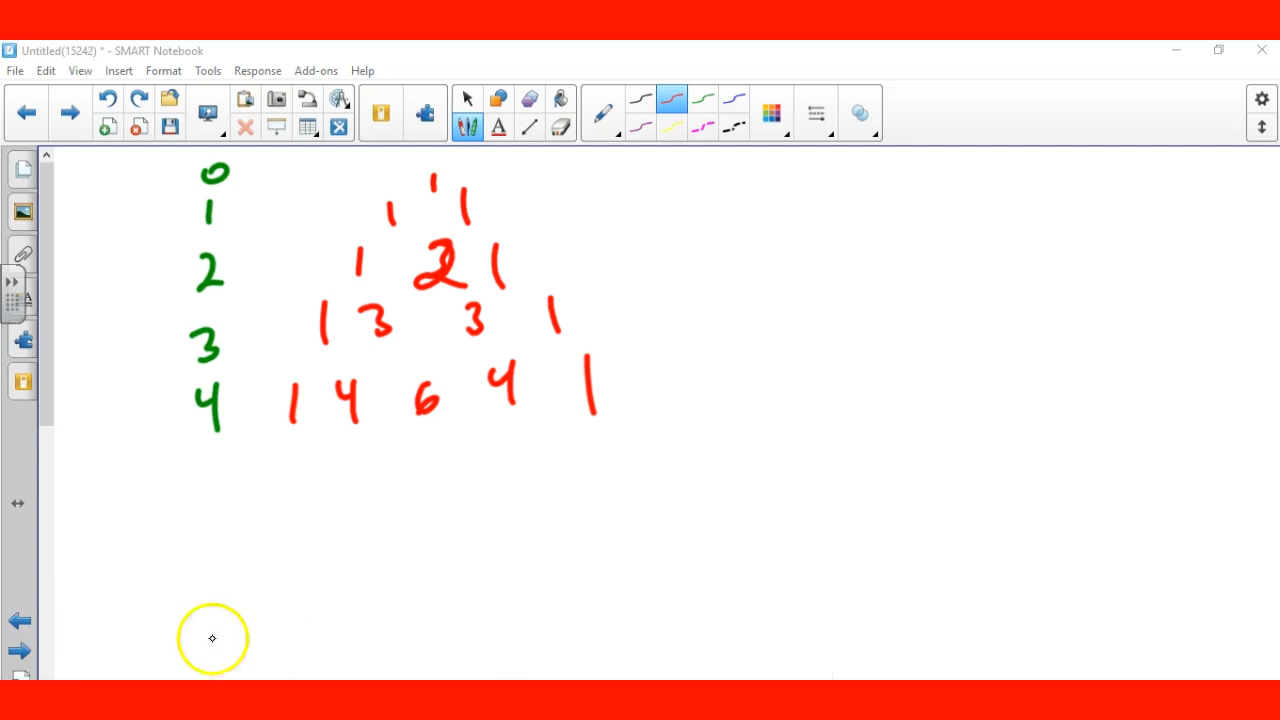 Untitled(15242) * - SMART Notebook
File Edit View Insert Format Tools Response Add-ons Help
0 1
1 1 1
2 1 2 1
3 1 3 3 1
4 1 4 6 4 1